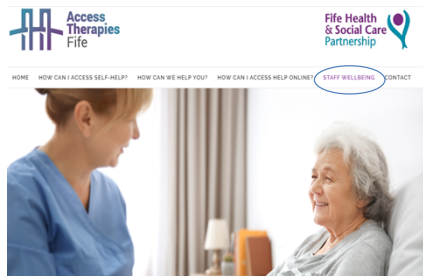 Access
Therapies
Fife
Fife Health
& Social Care
Partnership
HOME HOW CAN I ACCESS SELF-HELP? HOW CAN WE HELP YOU? HOW CAN I ACCESS HELP ONLINE? STAFF WELLBEING CONTACT